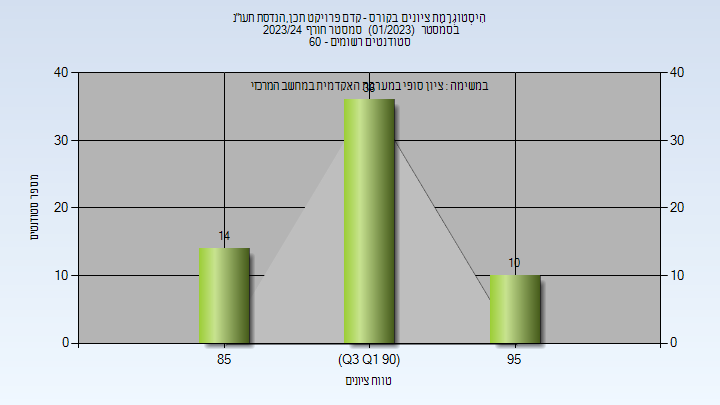 היסטוגרמת ציונים בקורס - קדם פרויקט תכן,הנדסת תעו"נ
בסמסטר (01/2023) סמסטר חורף 2023/24
סטודנטים רשומים - 60
במשימה : ציון סופי במערכת האקדמית במחשב המרכזי
40
30
20
10
0
40
30
20
10
0
מספר סטודנטים
14
36
10
85
(Q3 Q1 90)
95
טווח ציונים